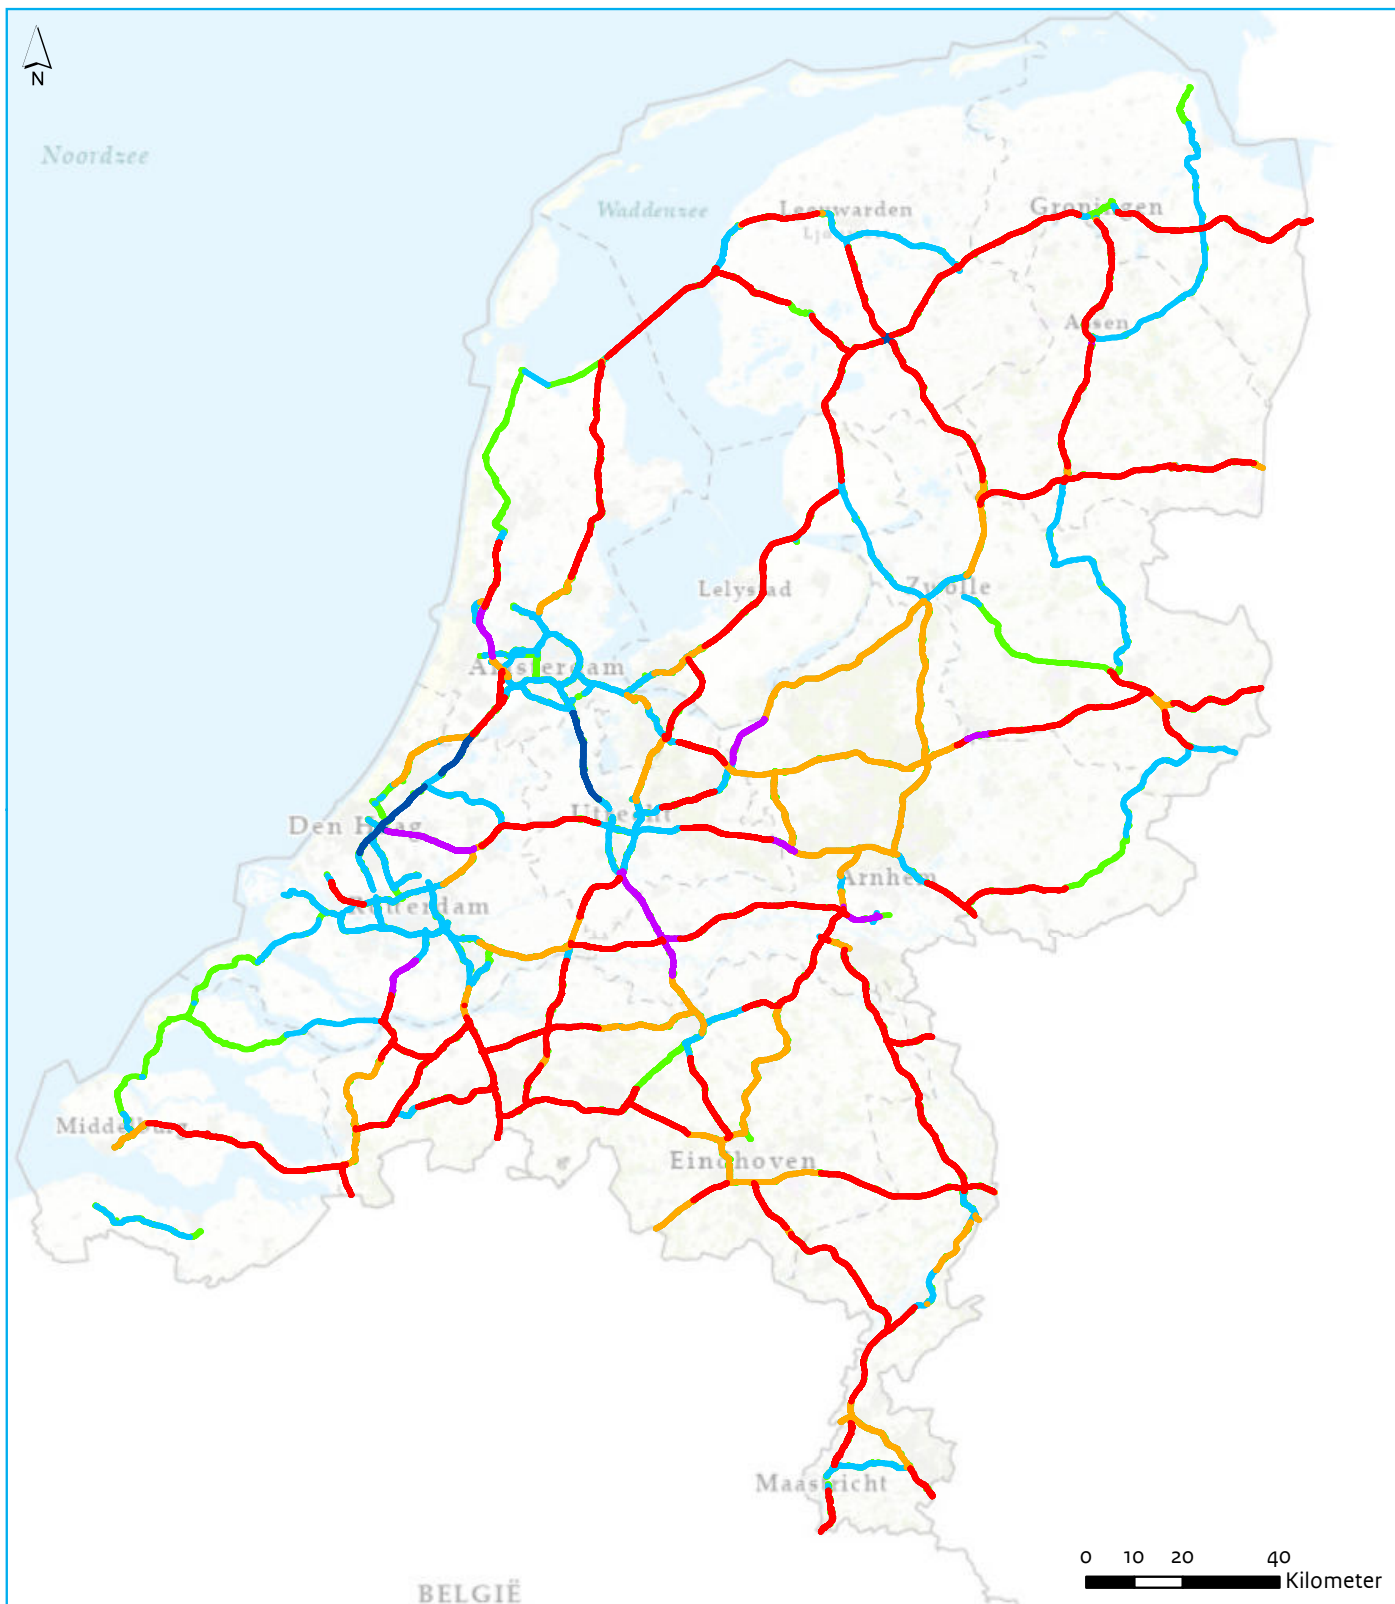 N
Noordzee
Waddenzee
Leeuwarden
Groningen
Assen
Lelystad
Zwolle
Amsterdam
Utrecht
Den Haag
Arnhem
Rotterdam
Middelburg
Eindhoven
Maastricht
BELGIË
0 10 20 40
Kilometer